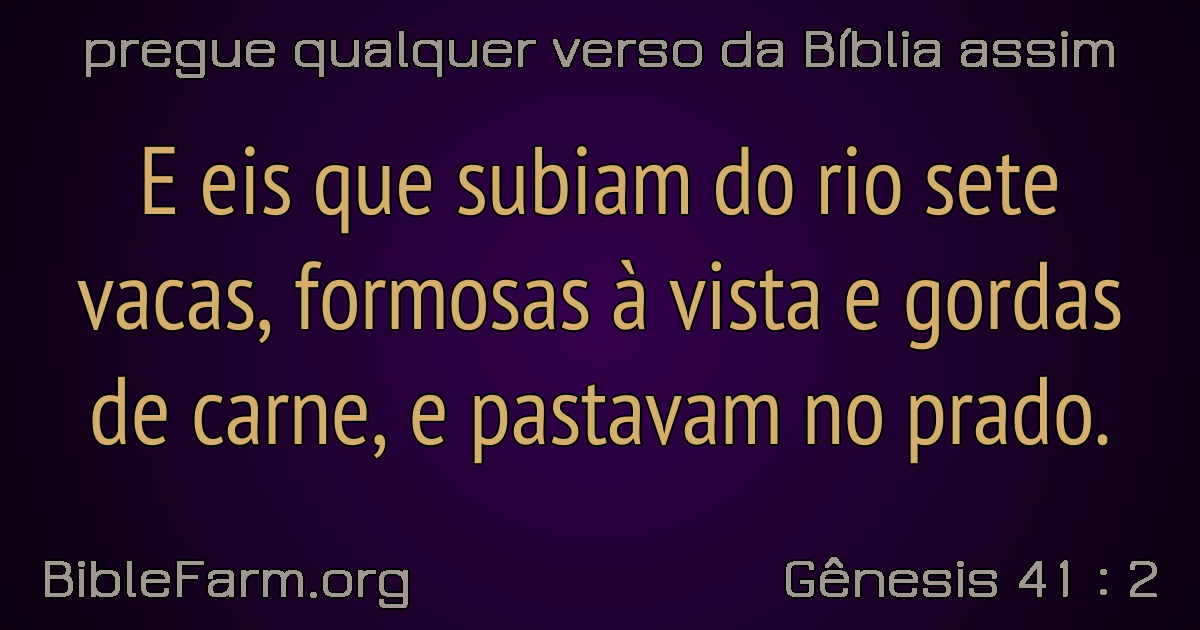 pregue qualquer verso da Bíblia assim
E eis que subiam do rio sete
vacas, formosas à vista e gordas
de carne, e pastavam no prado.
BibleFarm.org
Gênesis 41 : 2